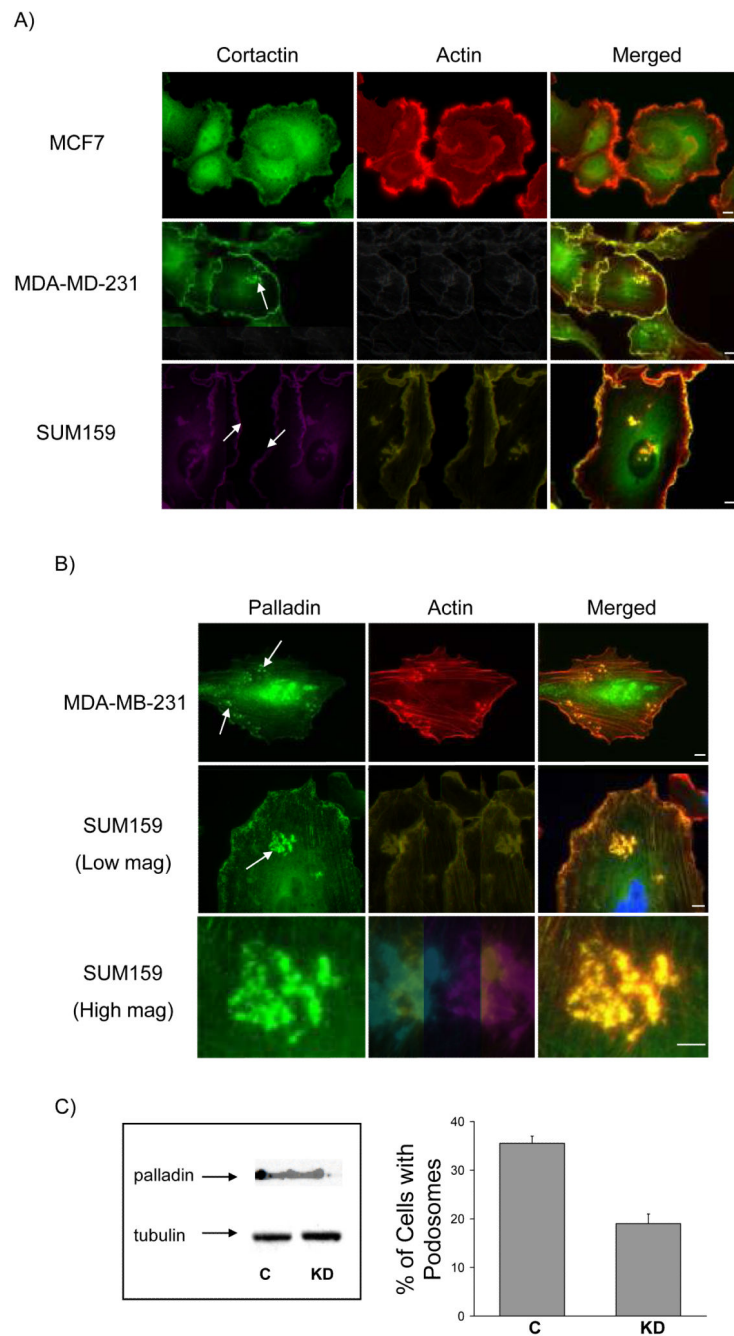 A)
Cortactin Actin Merged
MCF7
MDA-MD-231
SUM159
B)
Palladin Actin Merged
MDA-MB-231
SUM159
(Low mag)
SUM159
(High mag)
C)
palladin
tubulin
C KD
% of Cells with
Podosomes
40
30
20
10
0
C KD